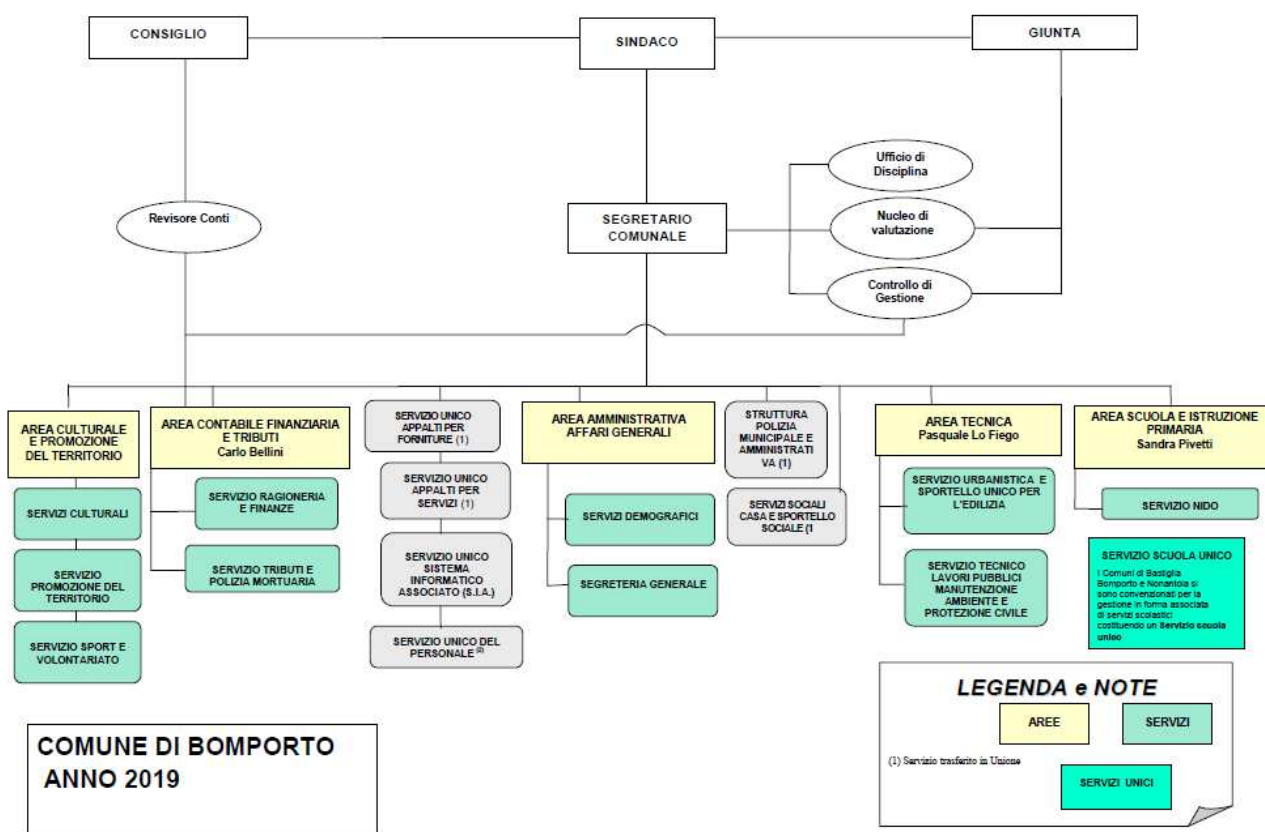 CONSIGLIO
SINDACO
GIUNTA
Ufficio di
Disciplina
Revisore Conti
SEGRETARIO
COMUNALE
Nucleo di
valutazione
Controllo di
Gestione
AREA CULTURALE
E PROMOZIONE
DEL TERRITORIO
SERVIZI CULTURALI
SERVIZIO
PROMOZIONE DEL
TERRITORIO
SERVIZIO SPORT E
VOLONTARIATO
AREA CONTABILE FINANZIARIA
E TRIBUTI
Carlo Bellini
SERVIZIO RAGIONERIA
E FINANZE
SERVIZIO TRIBUTI E
POLIZIA MORTUARIA
SERVIZIO UNICO
APPALTI PER
FORNITURE (1)
SERVIZIO UNICO
APPALTI PER
SERVIZI (1)
SERVIZIO UNICO
SISTEMA
INFORMATICO
ASSOCIATO (S.I.A.)
SERVIZIO UNICO DEL
PERSONALE (2)
AREA AMMINISTRATIVA
AFFARI GENERALI
SERVIZI DEMOGRAFICI
SEGRETERIA GENERALE
STRUTTURA
POLIZIA
MUNICIPALE E
AMMINISTRATI
VA (1)
SERVIZI SOCIALI
CASA E SPORTELLO
SOCIALE (1
AREA TECNICA
Pasquale Lo Fiego
SERVIZIO URBANISTICA E
SPORTELLO UNICO PER
L'EDILIZIA
SERVIZIO TECNICO
LAVORI PUBBLICI
MANUTENZIONE
AMBIENTE E
PROTEZIONE CIVILE
AREA SCUOLA E ISTRUZIONE
PRIMARIA
Sandra Pivetti
SERVIZIO NIDO
SERVIZIO SCUOLA UNICO
I Comuni di Bastiglia
Bomporto e Nonantola si
sono convenzionati per la
gestione in forma associata
di servizi scolastici
costituendo un Servizio scuola
unico
COMUNE DI BOMPORTO
ANNO 2019
LEGENDA e NOTE
AREE
SERVIZI
(1) Servizio trasferito in Unione
SERVIZI UNICI